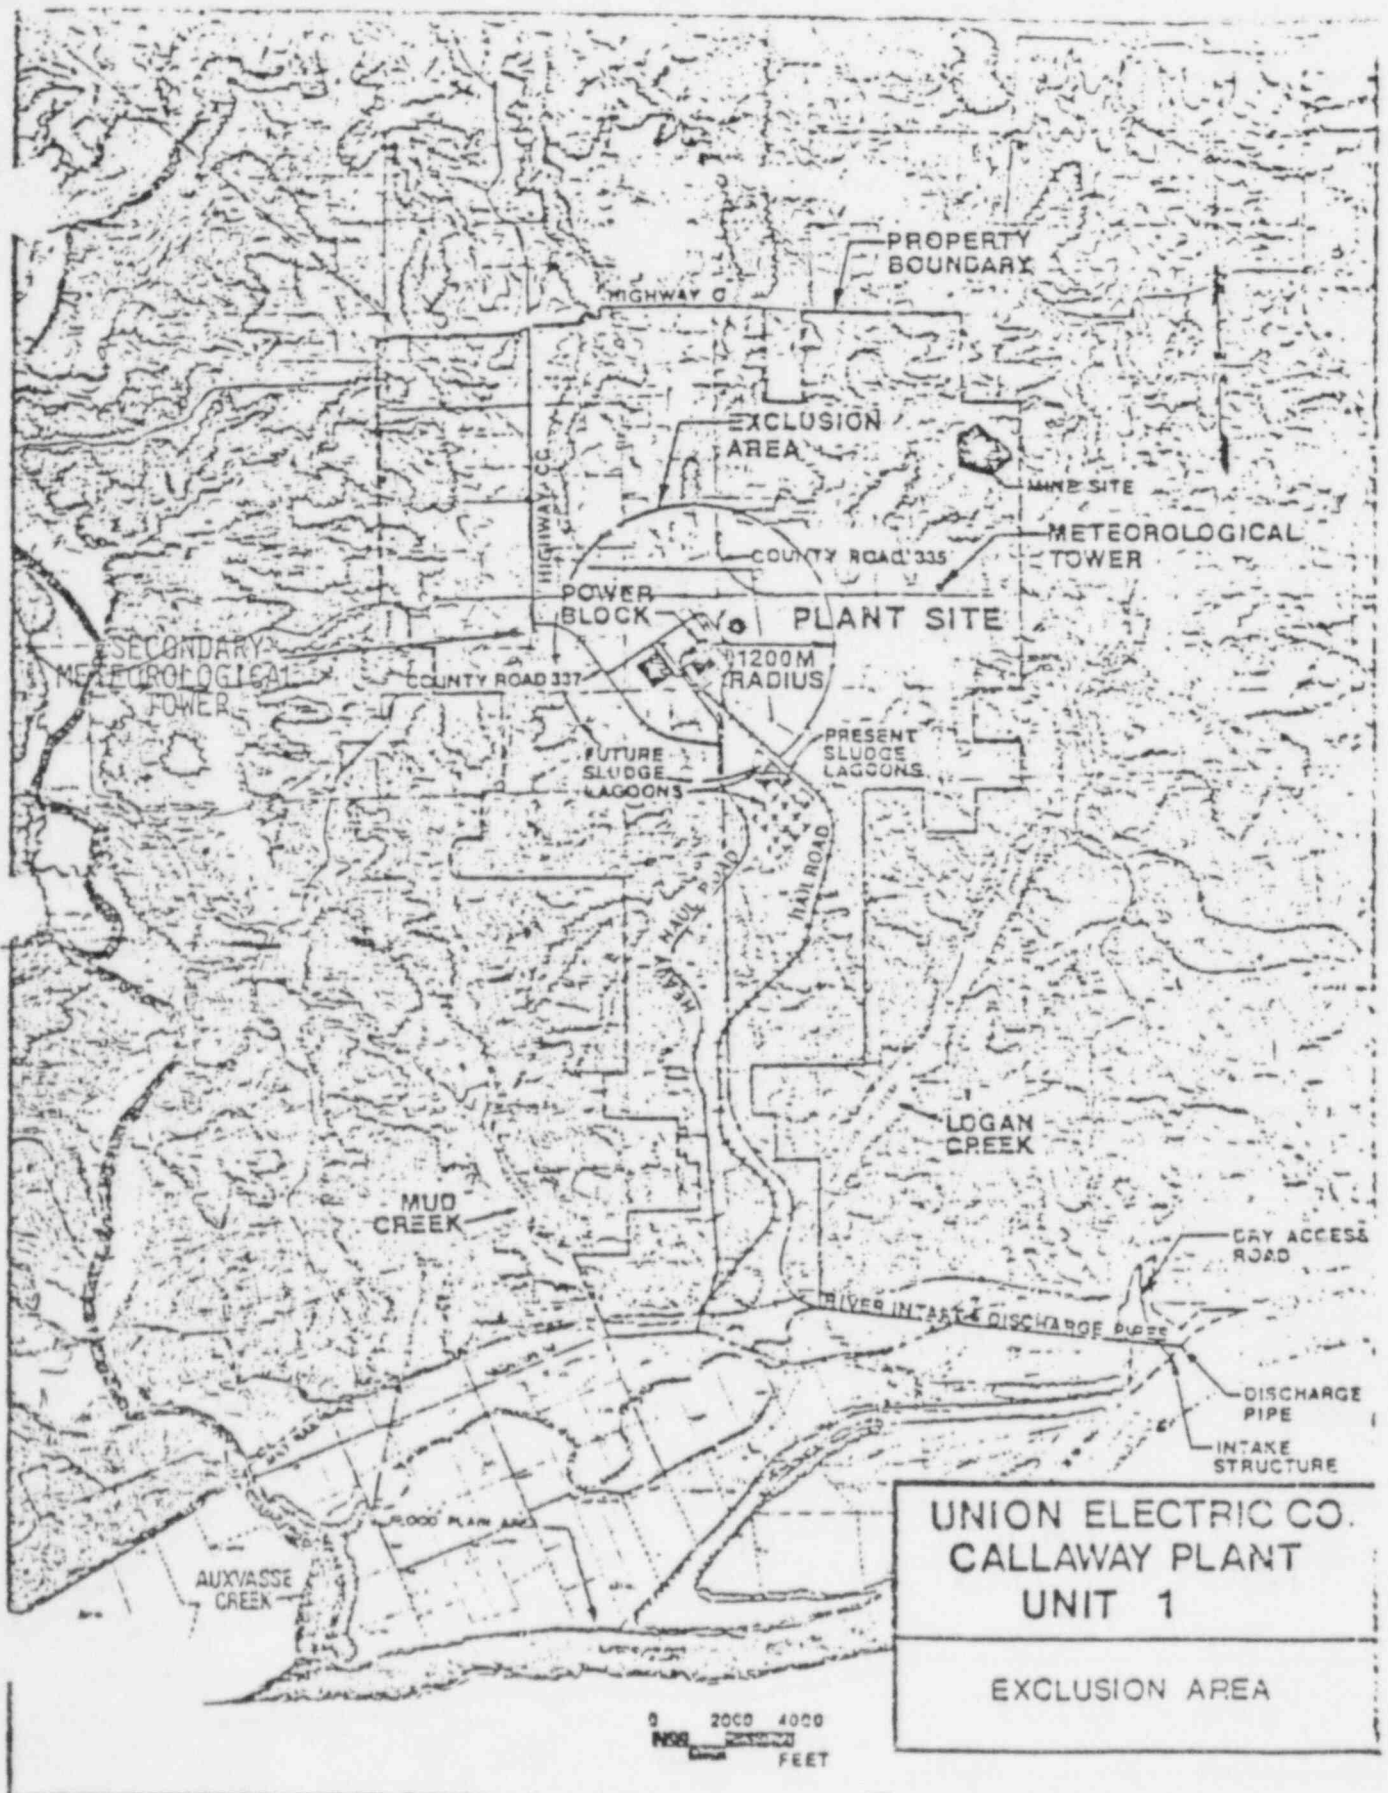 PROPERTY
BOUNDARY
HIGHWAY O
EXCLUSION
AREA
HIGHWAY CC
MINE SITE
METEOROLOGICAL
TOWER
COUNTY ROAD 335
POWER
BLOCK
PLANT SITE
SECONDARY
METEOROLOGICAL
TOWER
COUNTY ROAD 337
1200M
RADIUS
FUTURE
SLUDGE
LAGOONS
PRESENT
SLUDGE
LAGOONS
HEAVY HAUL ROAD
RAILROAD
LOGAN
CREEK
MUD
CREEK
DRY ACCESS
ROAD
RIVER INTAKE & DISCHARGE PIPES
DISCHARGE
PIPE
INTAKE
STRUCTURE
FLOOD PLAIN AREA
AUXVASSE
CREEK
UNION ELECTRIC CO.
CALLAWAY PLANT
UNIT 1
EXCLUSION AREA
0 2000 4000
FEET